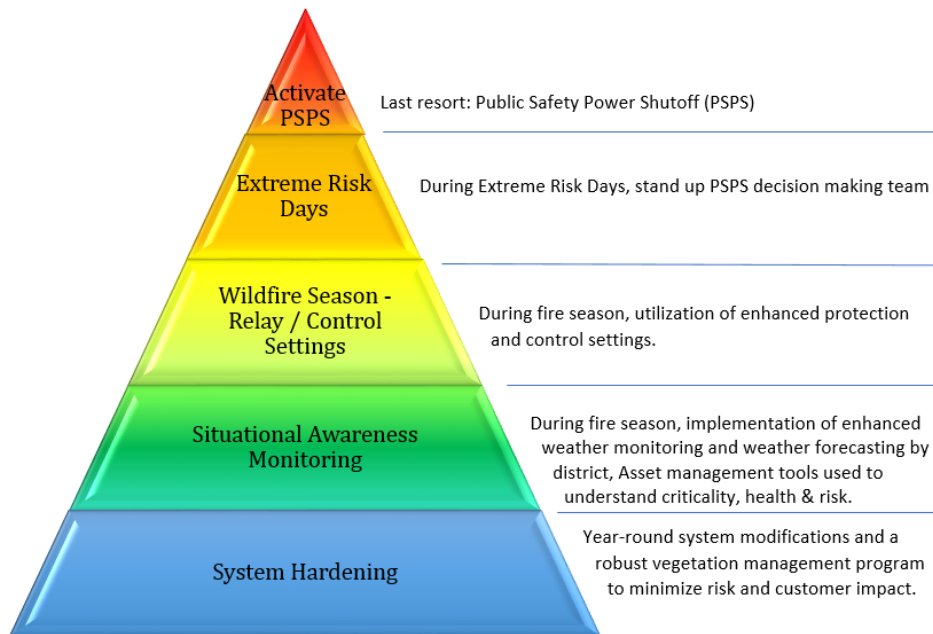 Activate
PSPS
Last resort: Public Safety Power Shutoff (PSPS)
Extreme Risk
Days
During Extreme Risk Days, stand up PSPS decision making team
Wildfire Season -
Relay / Control
Settings
During fire season, utilization of enhanced protection
and control settings.
Situational Awareness
Monitoring
During fire season, implementation of enhanced
weather monitoring and weather forecasting by
district, Asset management tools used to
understand criticality, health & risk.
System Hardening
Year-round system modifications and a
robust vegetation management program
to minimize risk and customer impact.